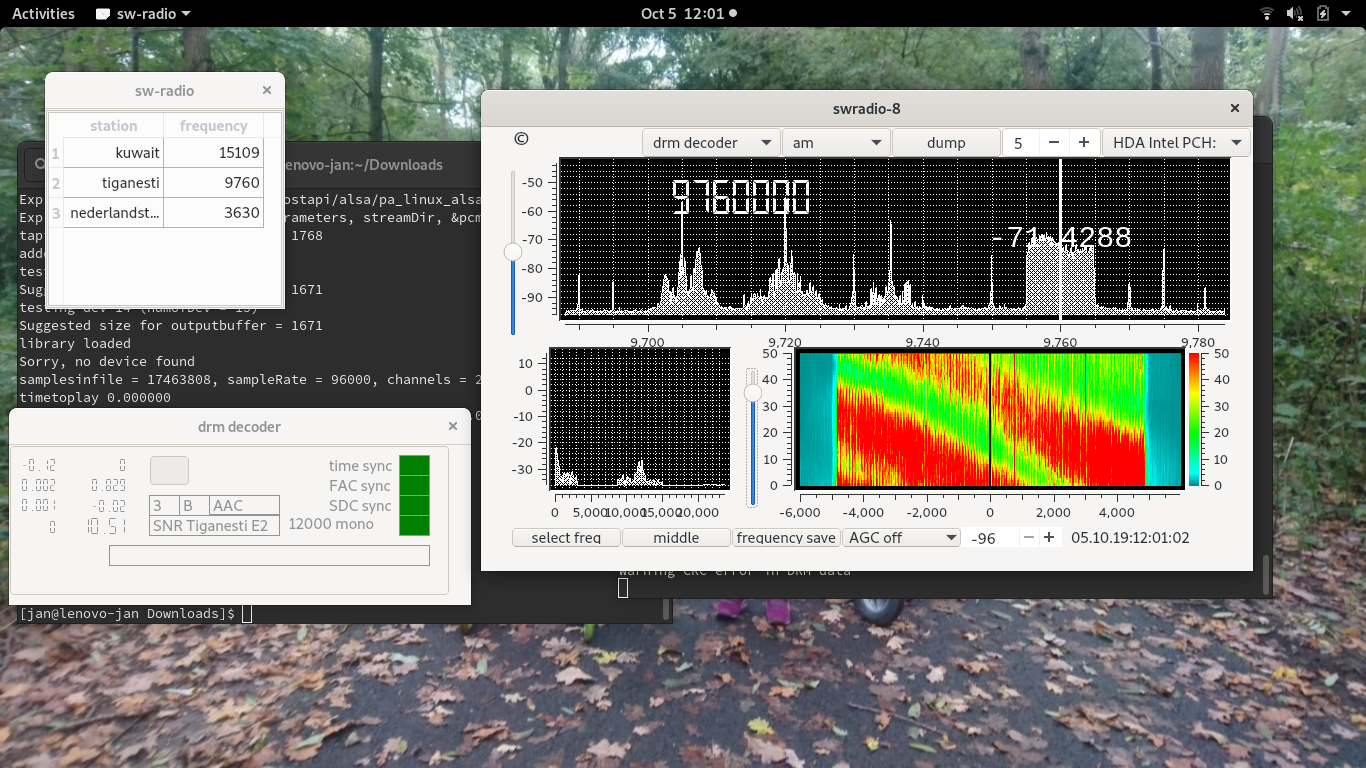 Activities sw-radio Oct 5 12:01
sw-radio
station frequency
1 kuwait 15109
2 tiganesti 9760
3 nederlandst... 3630
lenovo-jan:~/Downloads
Exp ostapi/alsa/pa_linux_alsa
Exp rameters, streamDir, &pcm
tap 1768
adde
tes
Sug 1671
Suggested size for outputbuffer = 1671
library loaded
Sorry, no device found
samplesinfile = 17463808, sampleRate = 96000, channels = 2
timetoplay 0.000000
drm decoder
-0.12 0 time sync
0.002 0.029 FAC sync
0.001 -0.02 3 B AAC SDC sync
0 10.51 SNR Tiganesti E2 12000 mono
[jan@lenovo-jan Downloads]$
swradio-8
© drm decoder am dump 5 − + HDA Intel PCH:
9760000
-71.4288
-50
-60
-70
-80
-90
9,700 9,720 9,740 9,760 9,780
10
0
-10
-20
-30
0 5,000 10,000 15,000 20,000
50
40
30
20
10
0
-6,000 -4,000 -2,000 0 2,000 4,000
50
40
30
20
10
0
select freq middle frequency save AGC off -96 − + 05.10.19:12:01:02
warning CRC error in DRM data